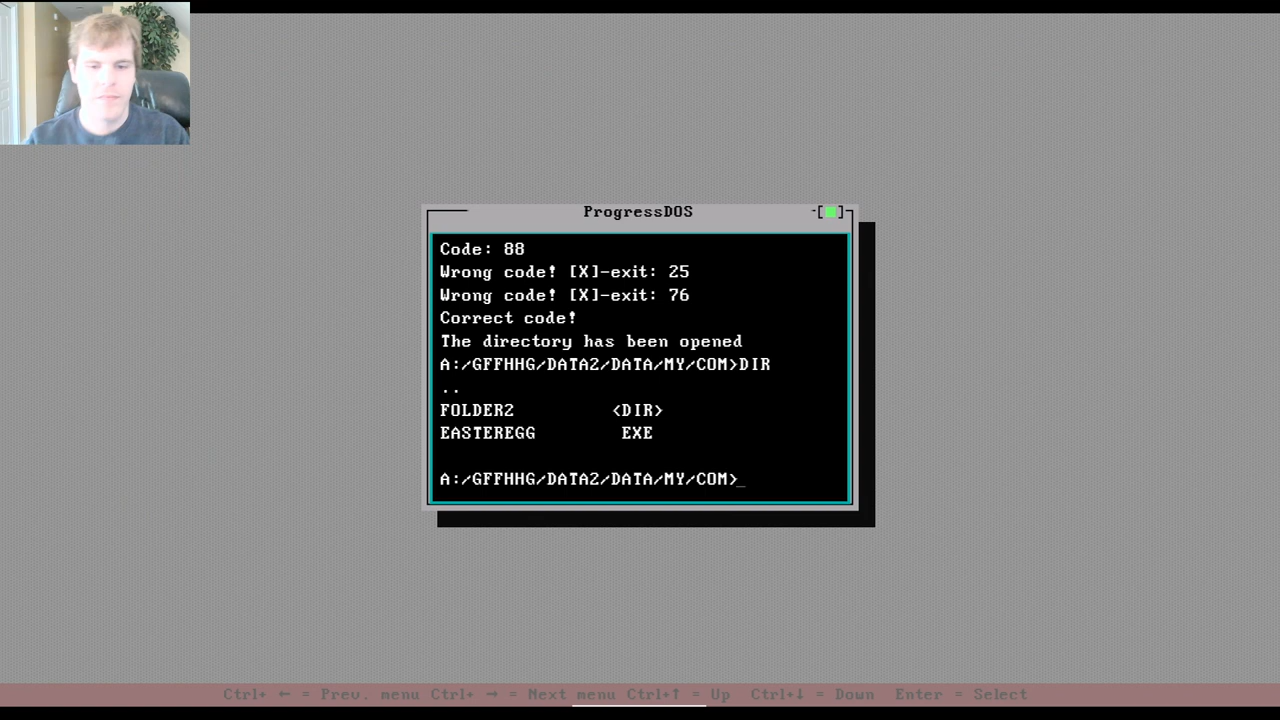 ProgressDOS
-[■]-
Code: 88
Wrong code! [X]-exit: 25
Wrong code! [X]-exit: 76
Correct code!
The directory has been opened
A:/GFFHHG/DATA2/DATA/MY/COM>DIR
..
FOLDER2 <DIR>
EASTEREGG EXE
A:/GFFHHG/DATA2/DATA/MY/COM>_
Ctrl+ ← = Prev. menu Ctrl+ → = Next menu Ctrl+↑ = Up Ctrl+↓ = Down Enter = Select